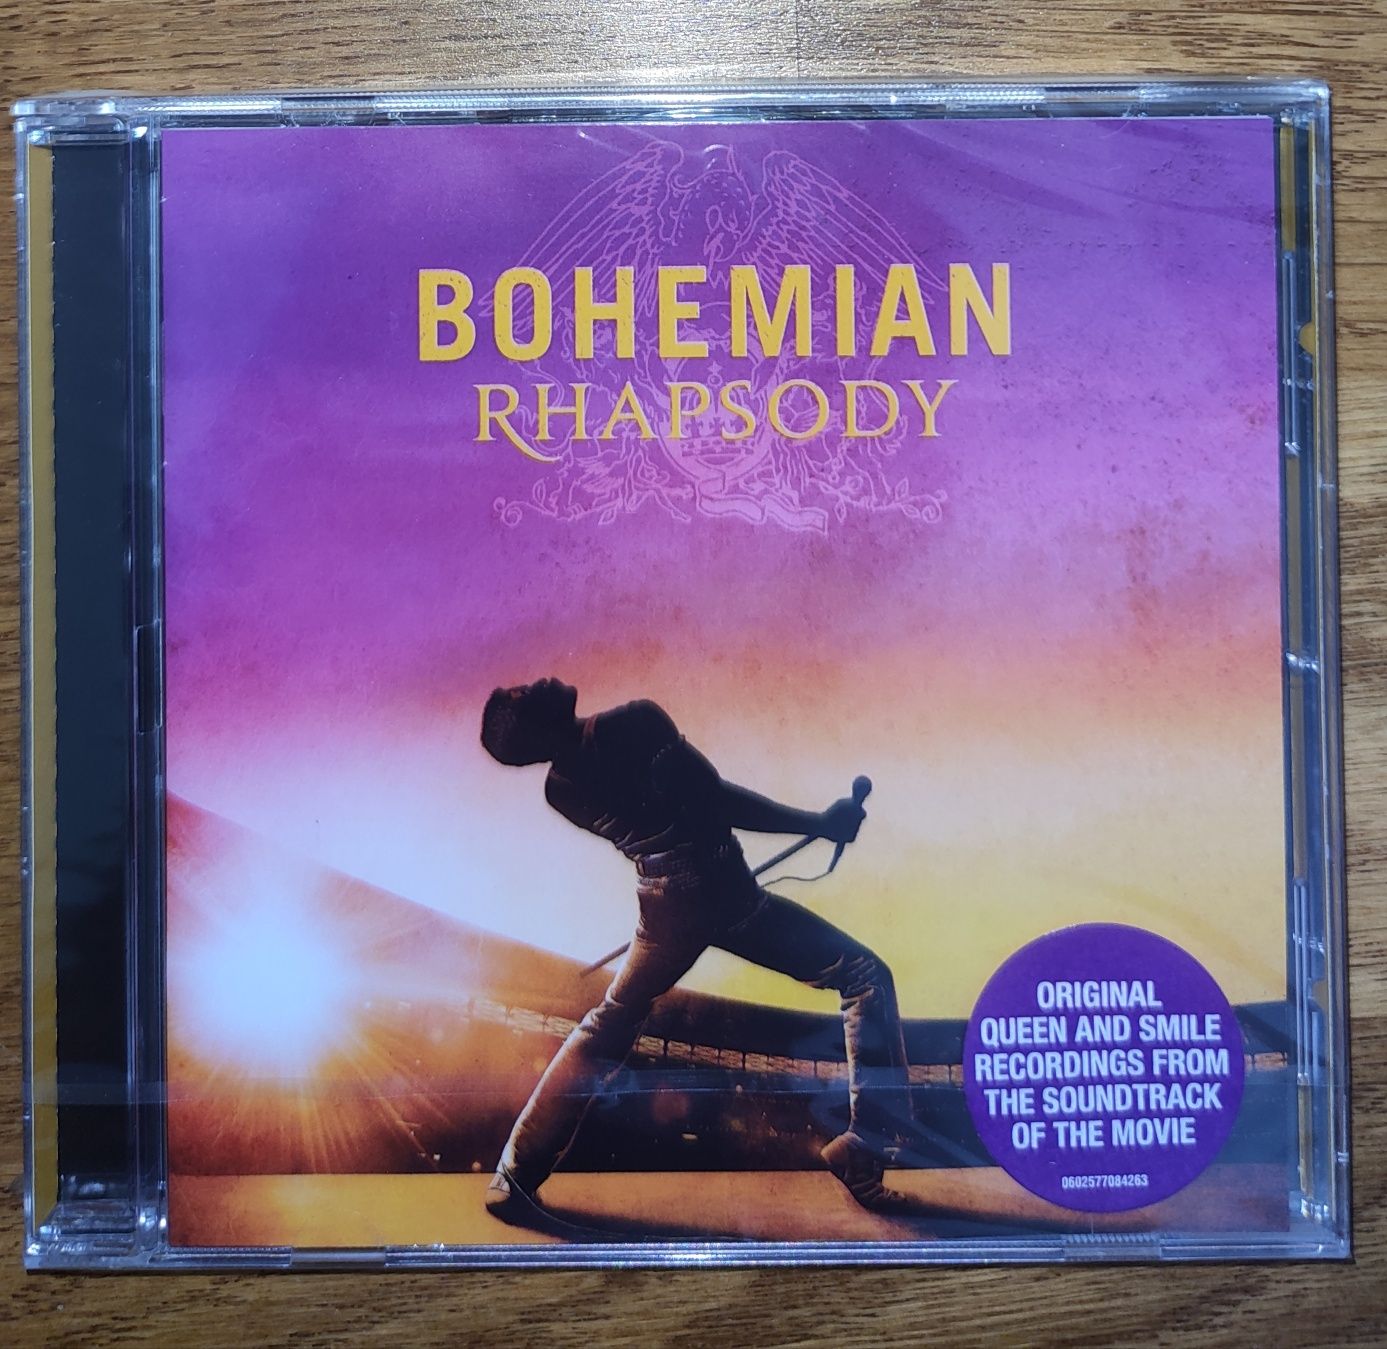 BOHEMIAN
RHAPSODY
ORIGINAL
QUEEN AND SMILE
RECORDINGS FROM
THE SOUNDTRACK
OF THE MOVIE
0602577084263